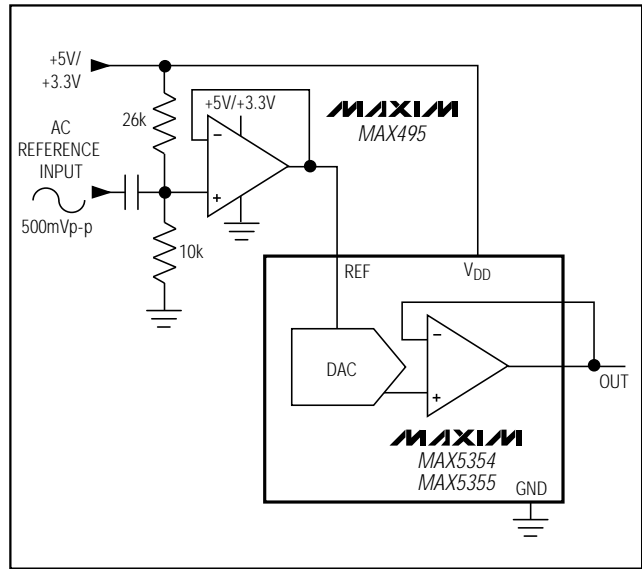 +5V/
+3.3V
26k
+5V/+3.3V
MAXIM
MAX495
AC
REFERENCE
INPUT
500mVp-p
−
+
10k
REF
VDD
DAC
−
+
OUT
MAXIM
MAX5354
MAX5355
GND